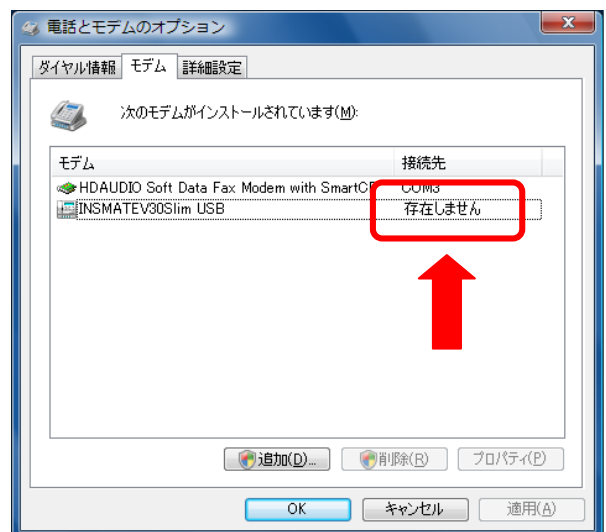 電話とモデムのオプション
ダイヤル情報 モデム 詳細設定
次のモデムがインストールされています(M):
モデム 接続先
HDAUDIO Soft Data Fax Modem with SmartCP COM3
INSMATEV30Slim USB 存在しません
追加(D)... 削除(R) プロパティ(P)
OK キャンセル 適用(A)